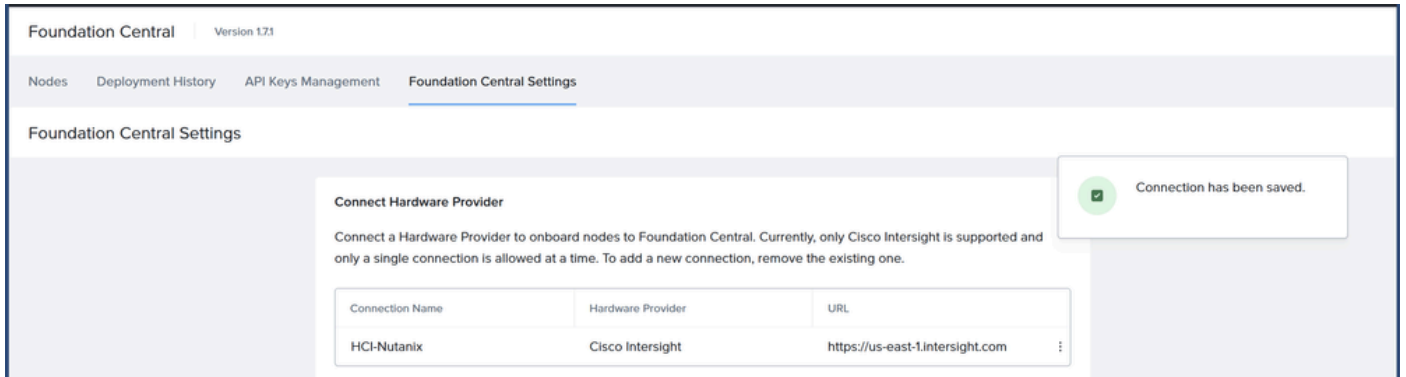 Foundation Central Version 1.7.1
Nodes Deployment History API Keys Management Foundation Central Settings
Foundation Central Settings
Connection has been saved.
Connect Hardware Provider
Connect a Hardware Provider to onboard nodes to Foundation Central. Currently, only Cisco Intersight is supported and
only a single connection is allowed at a time. To add a new connection, remove the existing one.
Connection Name Hardware Provider URL
HCI-Nutanix Cisco Intersight https://us-east-1.intersight.com